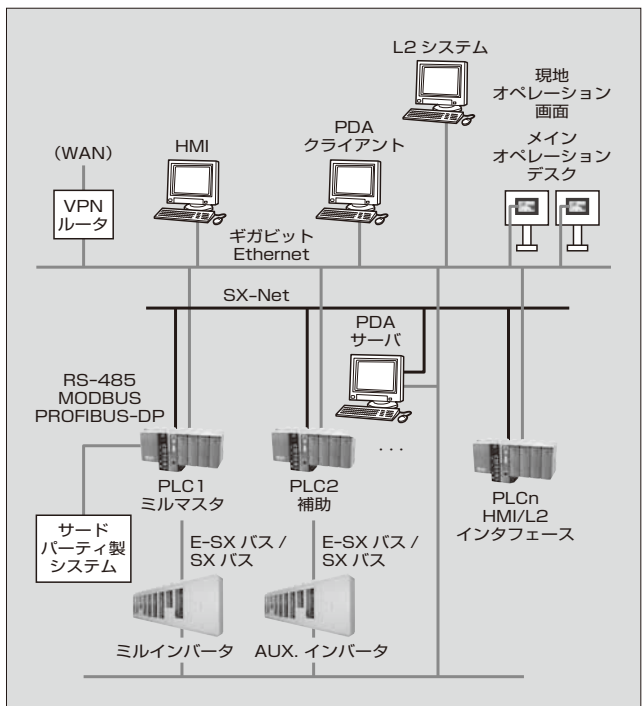 L2 システム
現地
オペレーション
画面
メイン
オペレーション
デスク
PDA
クライアント
HMI
(WAN)
VPN
ルータ
ギガビット
Ethernet
SX-Net
PDA
サーバ
RS-485
MODBUS
PROFIBUS-DP
...
PLC1
ミルマスタ
PLC2
補助
PLCn
HMI/L2
インタフェース
サード
パーティ製
システム
E-SX バス /
SX バス
E-SX バス /
SX バス
ミルインバータ
AUX. インバータ